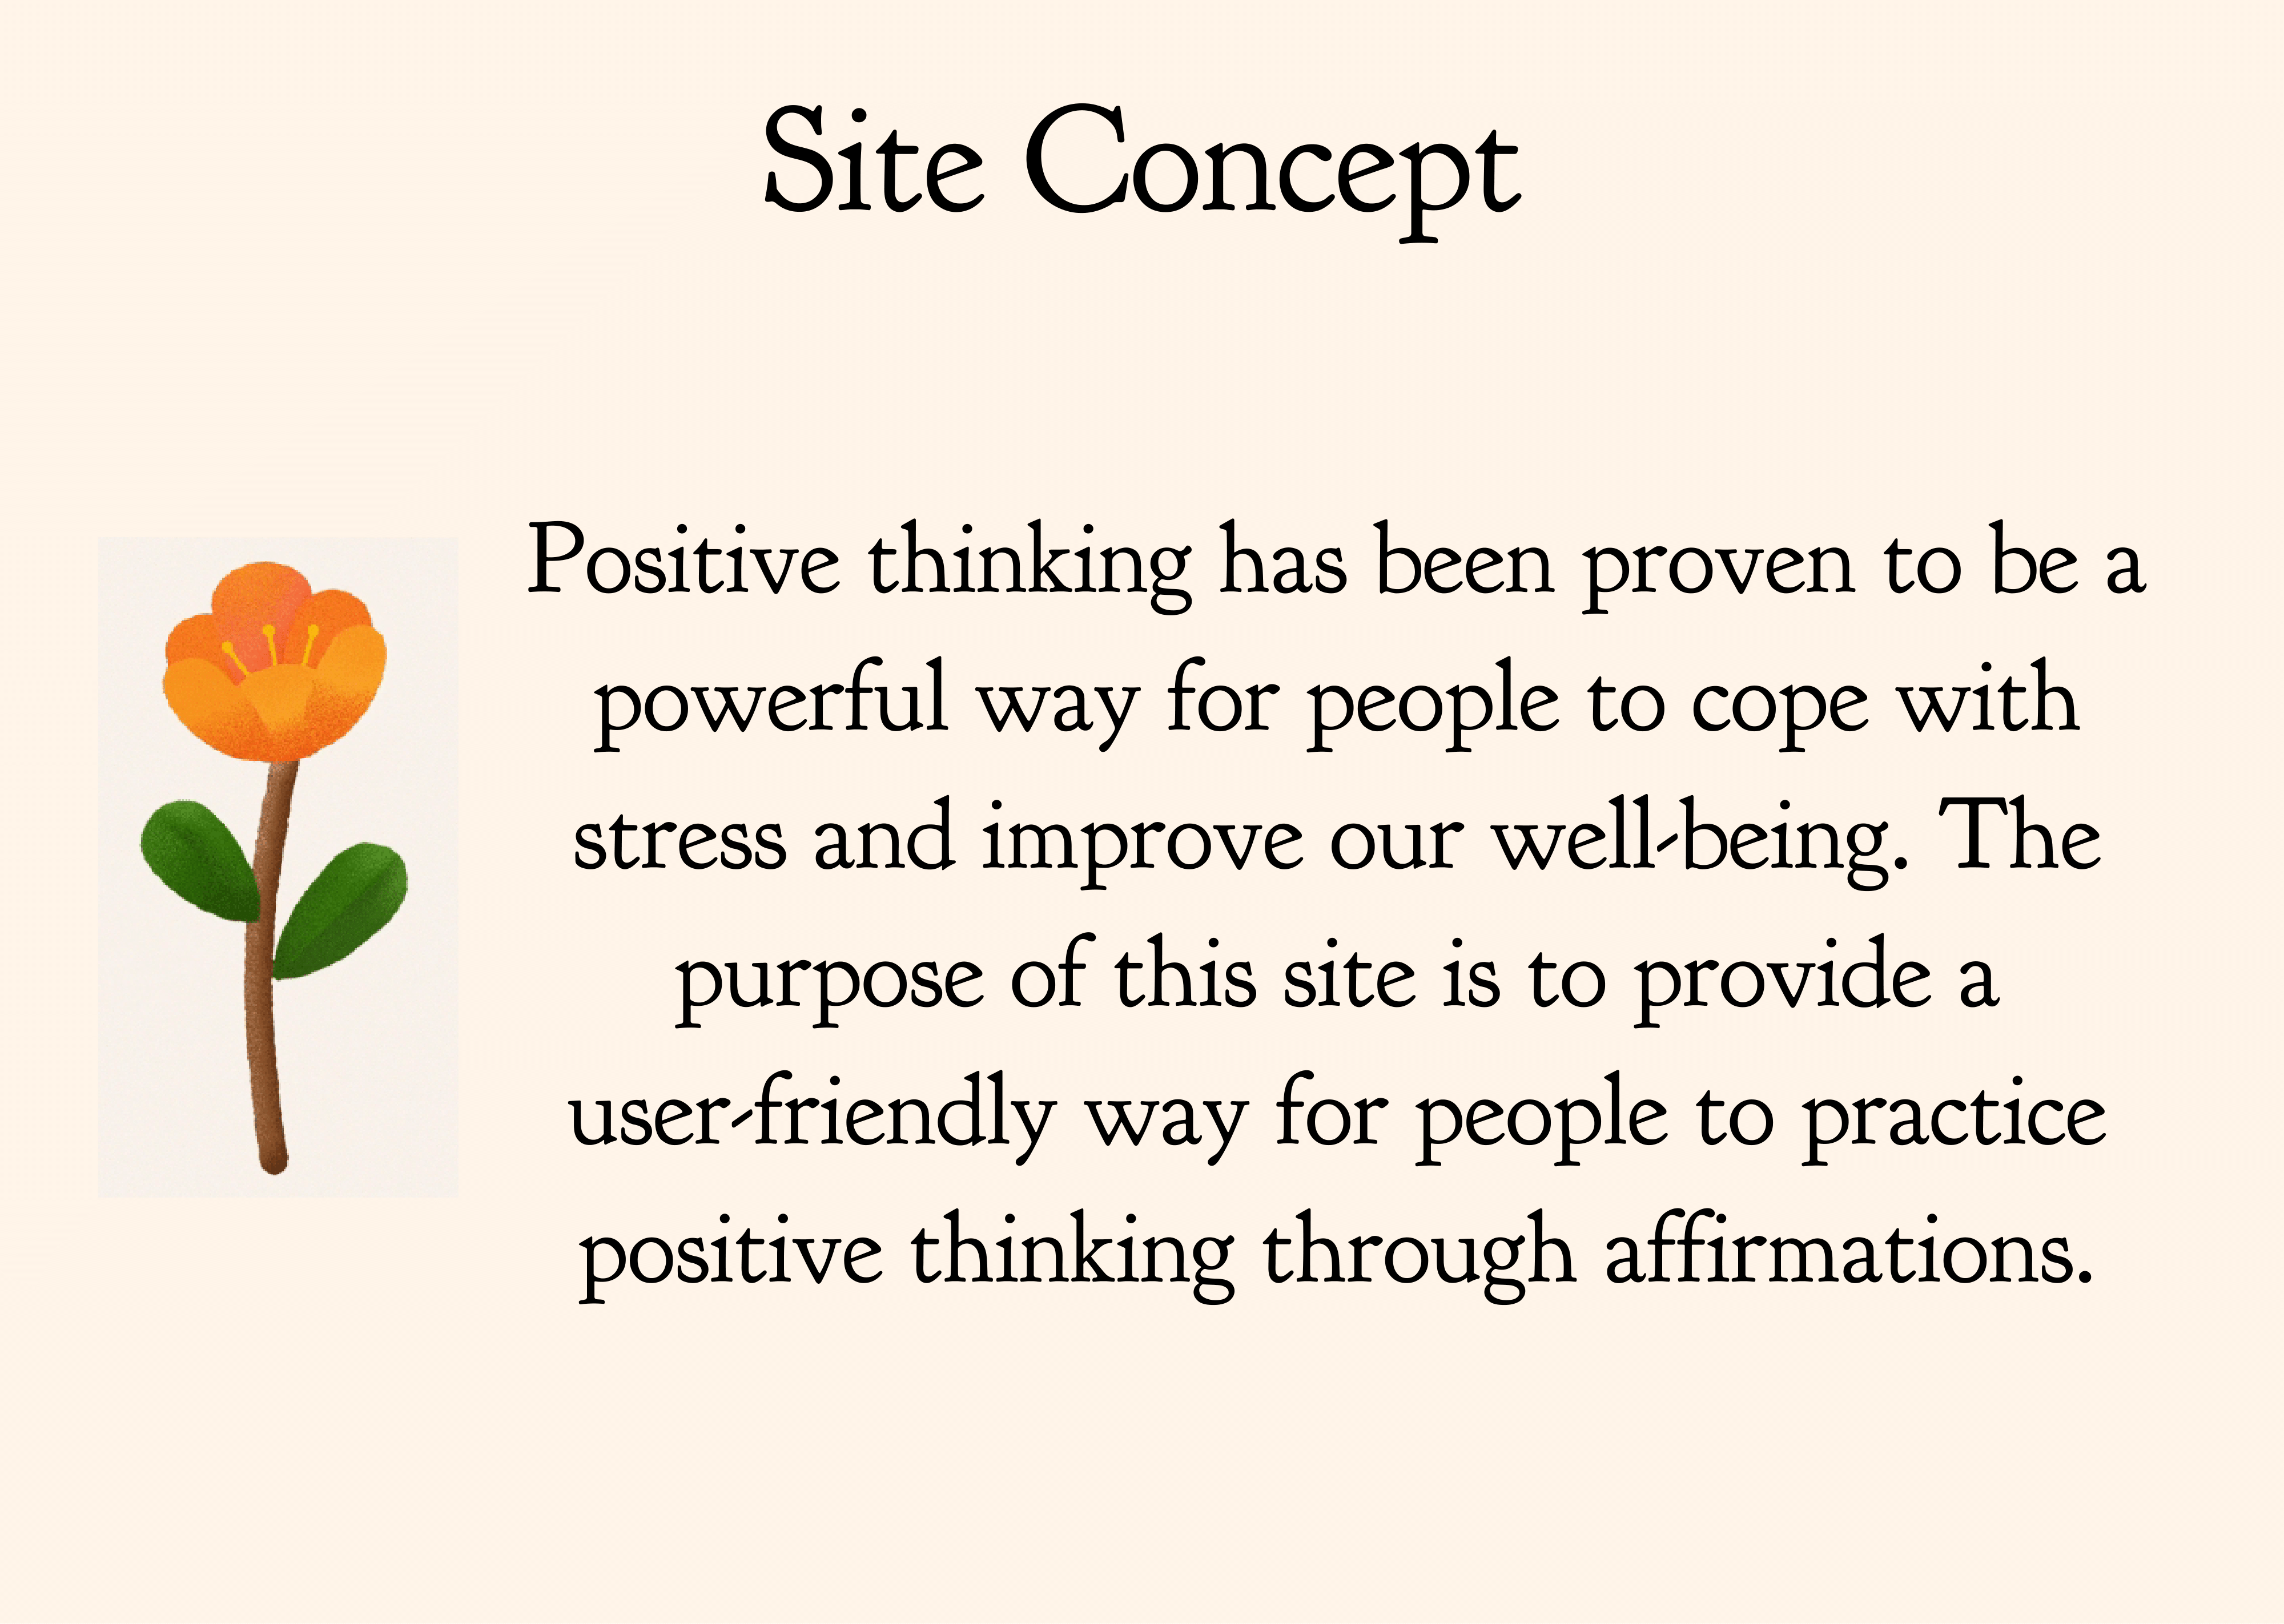 Site Concept
Positive thinking has been proven to be a
powerful way for people to cope with
stress and improve our well-being. The
purpose of this site is to provide a
user-friendly way for people to practice
positive thinking through affirmations.